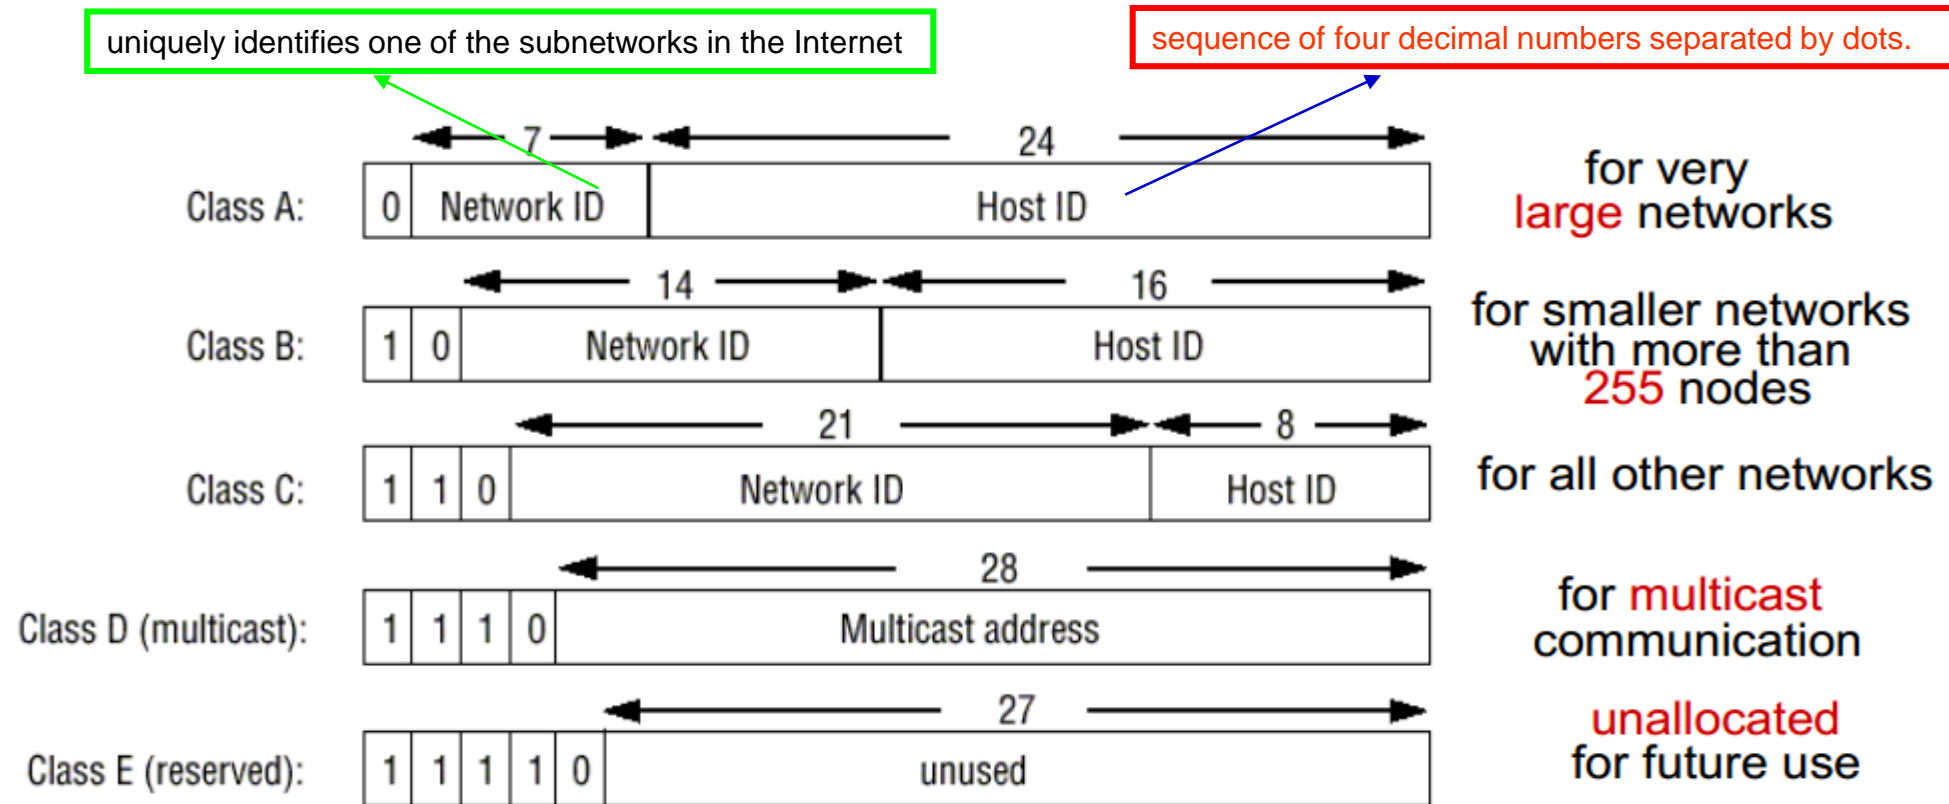 uniquely identifies one of the subnetworks in the Internet
sequence of four decimal numbers separated by dots.
7
24
Class A:
0
Network ID
Host ID
for very
large networks
14
16
Class B:
1
0
Network ID
Host ID
for smaller networks
with more than
255 nodes
21
8
Class C:
1
1
0
Network ID
Host ID
for all other networks
28
Class D (multicast):
1
1
1
0
Multicast address
for multicast
communication
27
Class E (reserved):
1
1
1
1
0
unused
unallocated
for future use